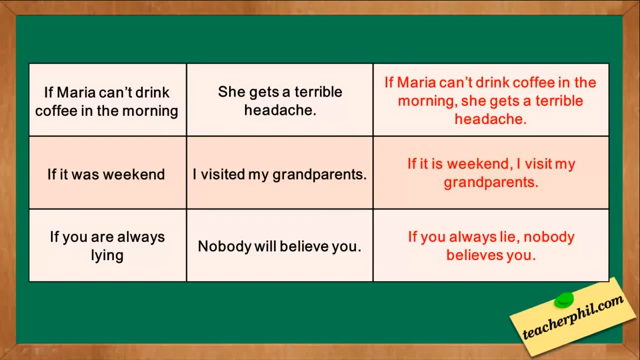 If Maria can't drink
coffee in the morning
She gets a terrible
headache.
If Maria can't drink coffee in the
morning, she gets a terrible
headache.
If it was weekend
I visited my grandparents.
If it is weekend, I visit my
grandparents.
If you are always
lying
Nobody will believe you.
If you always lie, nobody
believes you.
teacherphil.com